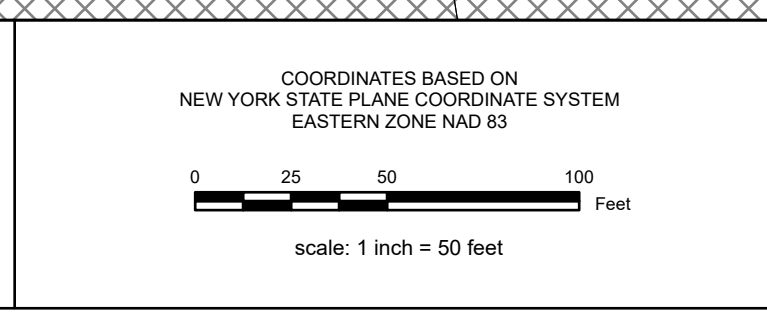 COORDINATES BASED ON
NEW YORK STATE PLANE COORDINATE SYSTEM
EASTERN ZONE NAD 83
0 25 50 100
Feet
scale: 1 inch = 50 feet